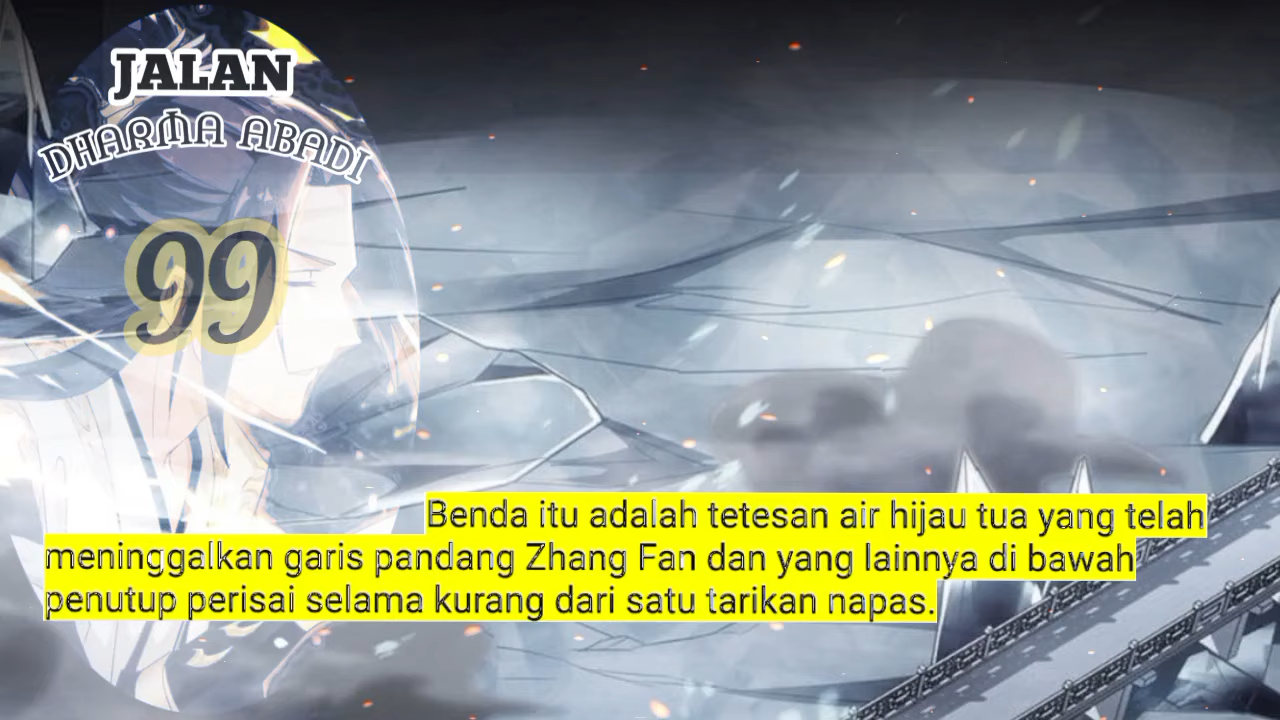 JALAN
DHARMA ABADI
99
Benda itu adalah tetesan air hijau tua yang telah
meninggalkan garis pandang Zhang Fan dan yang lainnya di bawah
penutup perisai selama kurang dari satu tarikan napas.